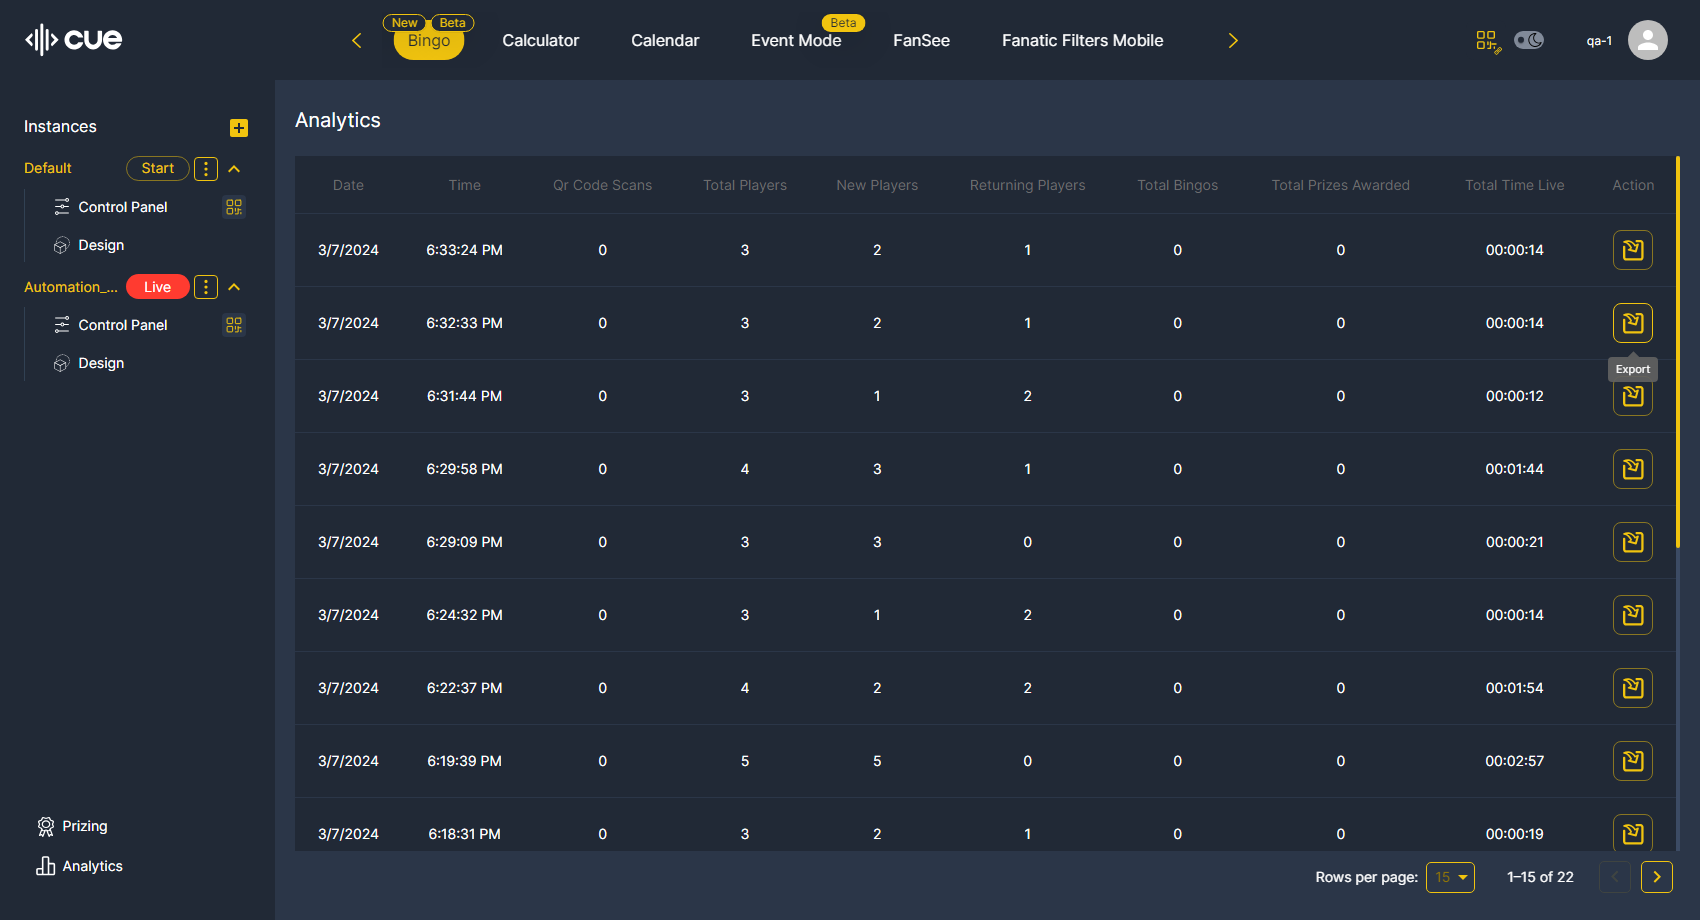 cue
New Beta
Bingo
Calculator
Calendar
Beta
Event Mode
FanSee
Fanatic Filters Mobile
qa-1
Instances
Default Start
Control Panel
Design
Automation_... Live
Control Panel
Design
Prizing
Analytics
Analytics
Date Time Qr Code Scans Total Players New Players Returning Players Total Bingos Total Prizes Awarded Total Time Live Action
3/7/2024 6:33:24 PM 0 3 2 1 0 0 00:00:14
3/7/2024 6:32:33 PM 0 3 2 1 0 0 00:00:14
Export
3/7/2024 6:31:44 PM 0 3 1 2 0 0 00:00:12
3/7/2024 6:29:58 PM 0 4 3 1 0 0 00:01:44
3/7/2024 6:29:09 PM 0 3 3 0 0 0 00:00:21
3/7/2024 6:24:32 PM 0 3 1 2 0 0 00:00:14
3/7/2024 6:22:37 PM 0 4 2 2 0 0 00:01:54
3/7/2024 6:19:39 PM 0 5 5 0 0 0 00:02:57
3/7/2024 6:18:31 PM 0 3 2 1 0 0 00:00:19
Rows per page: 15 1–15 of 22